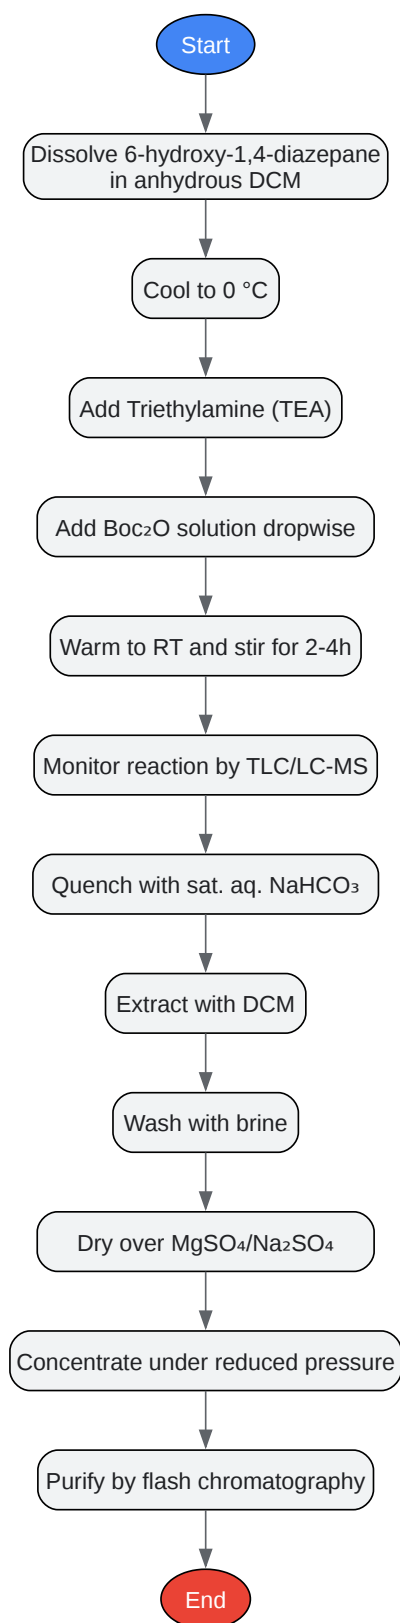 Start
Dissolve 6-hydroxy-1,4-diazepane
in anhydrous DCM
Cool to 0 °C
Add Triethylamine (TEA)
Add Boc₂O solution dropwise
Warm to RT and stir for 2-4h
Monitor reaction by TLC/LC-MS
Quench with sat. aq. NaHCO₃
Extract with DCM
Wash with brine
Dry over MgSO₄/Na₂SO₄
Concentrate under reduced pressure
Purify by flash chromatography
End